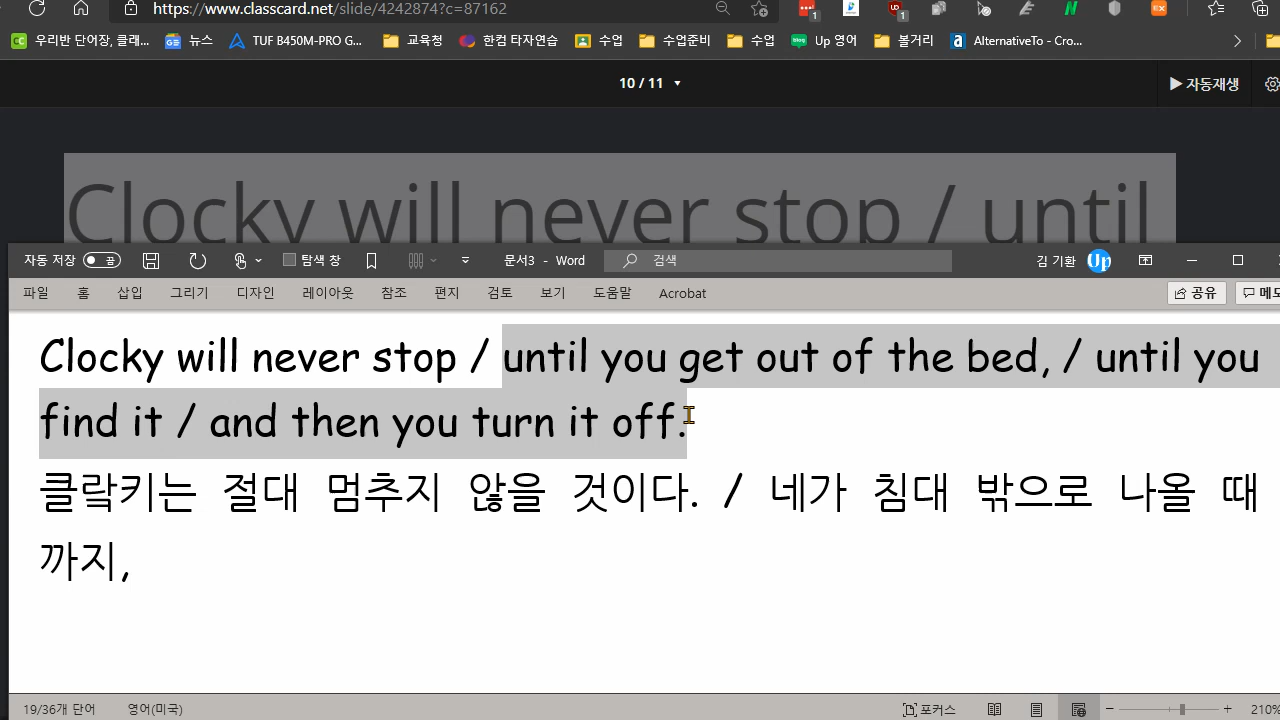 https://www.classcard.net/slide/4242874?c=87162
1
1
우리반 단어장, 클래...
뉴스
TUF B450M-PRO G...
교육청
한컴 타자연습
수업
수업준비
수업
Up 영어
볼거리
AlternativeTo - Cro...
10 / 11
자동재생
Clocky will never stop / until
자동 저장
끔
탐색 창
문서3 - Word
검색
김 기환
Up
파일 홈 삽입 그리기 디자인 레이아웃 참조 편지 검토 보기 도움말 Acrobat
공유
메모
Clocky will never stop / until you get out of the bed, / until you
find it / and then you turn it off.
클락키는 절대 멈추지 않을 것이다. / 네가 침대 밖으로 나올 때
까지,
19/36개 단어
영어(미국)
포커스
210%